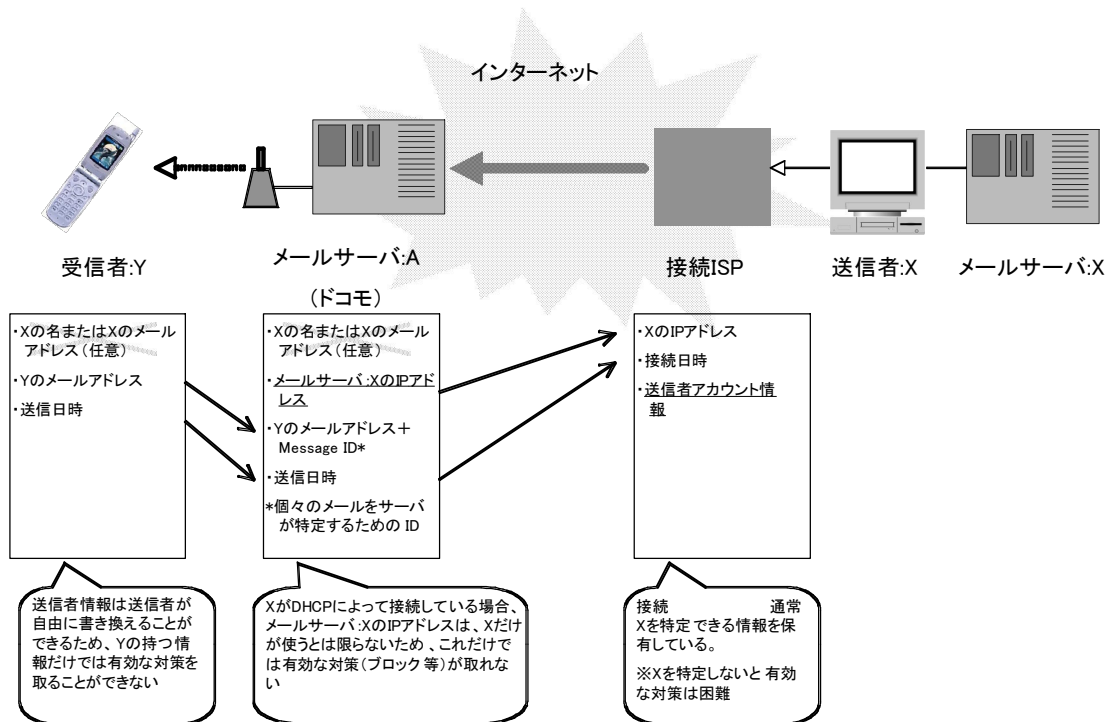 インターネット
受信者:Y
メールサーバ:A
(ドコモ)
接続ISP
送信者:X
メールサーバ:X
・Xの名またはXのメール
アドレス(任意)
・Yのメールアドレス
・送信日時
・Xの名またはXのメール
アドレス(任意)
・メールサーバ:XのIPアド
レス
・Yのメールアドレス+
Message ID*
・送信日時
*個々のメールをサーバ
が特定するための ID
・XのIPアドレス
・接続日時
・送信者アカウント情
報
送信者情報は送信者が
自由に書き換えることが
できるため、Yの持つ情
報だけでは有効な対策を
取ることができない
XがDHCPによって接続している場合、
メールサーバ:XのIPアドレスは、Xだけ
が使うとは限らないため、これだけで
は有効な対策(ブロック等)が取れな
い
接続 通常
Xを特定できる情報を保
有している。
※Xを特定しないと有効
な対策は困難